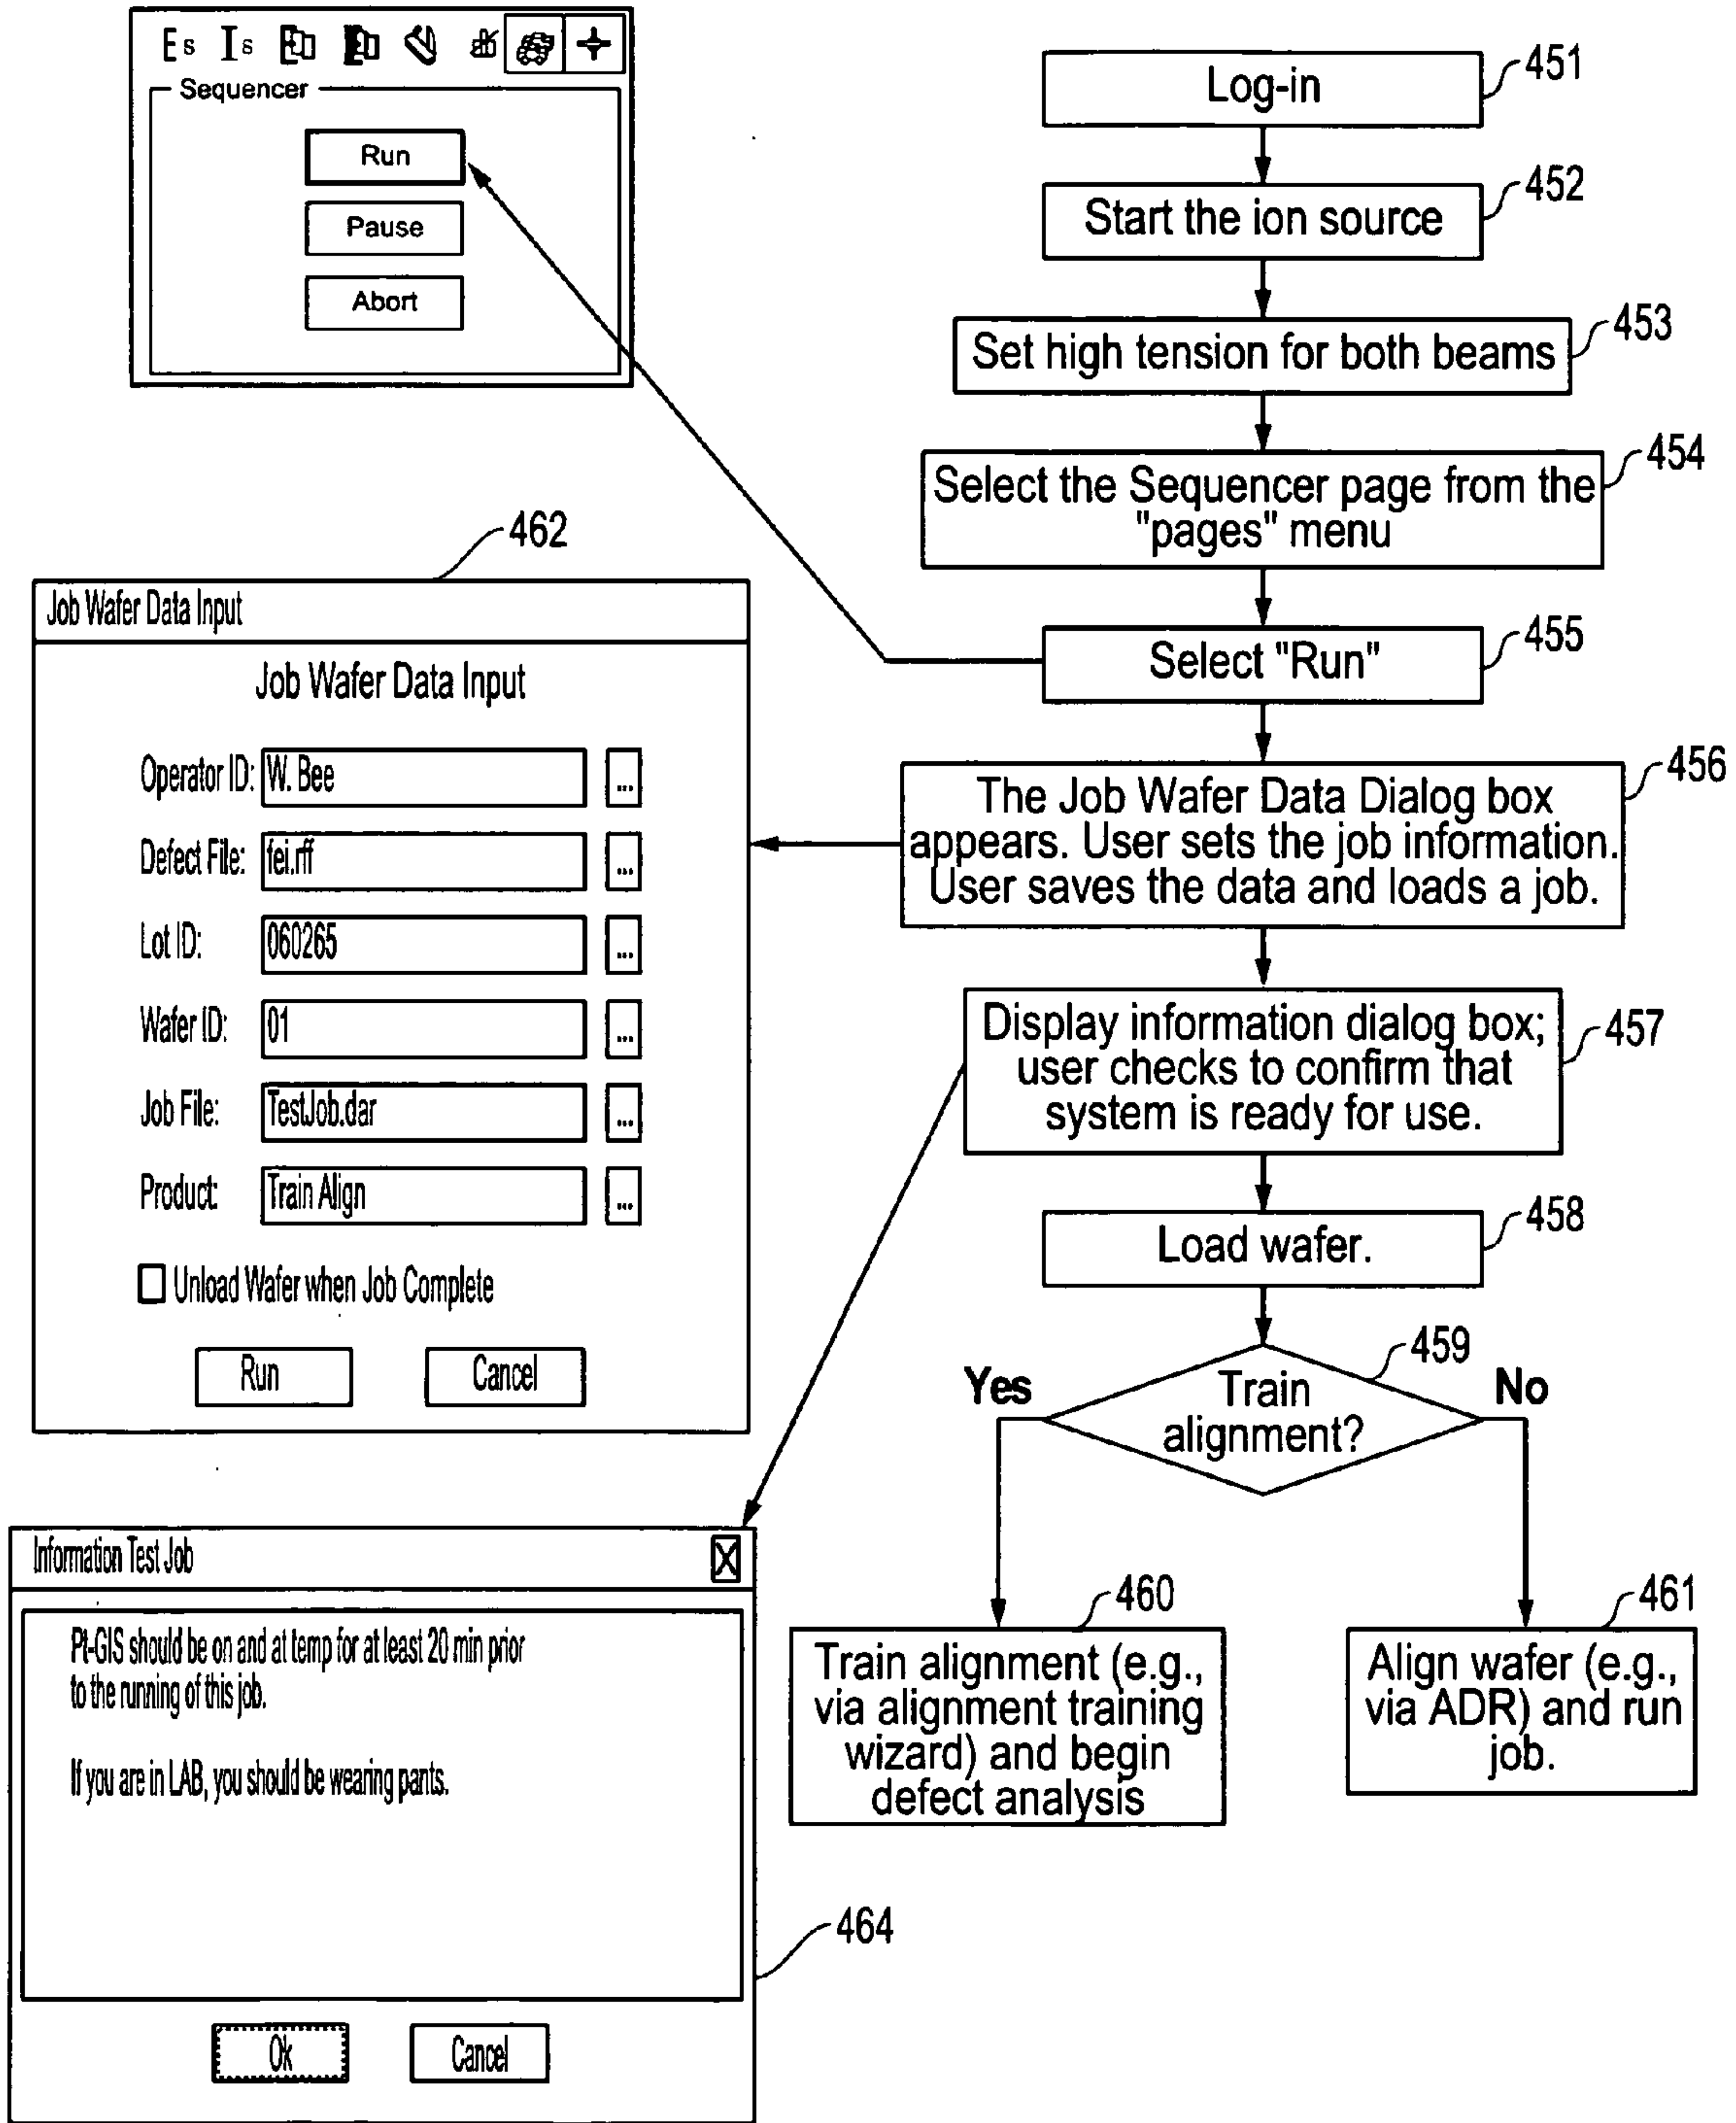 Es Is
Sequencer
Run
Pause
Abort
Log-in
451
Start the ion source
452
Set high tension for both beams
453
Select the Sequencer page from the
"pages" menu
454
Select "Run"
455
The Job Wafer Data Dialog box
appears. User sets the job information.
User saves the data and loads a job.
456
Display information dialog box;
user checks to confirm that
system is ready for use.
457
Load wafer.
458
Train
alignment?
459
Yes
No
Train alignment (e.g.,
via alignment training
wizard) and begin
defect analysis
460
Align wafer (e.g.,
via ADR) and run
job.
461
462
Job Wafer Data Input
Job Wafer Data Input
Operator ID: W. Bee ...
Defect File: fei.rff ...
Lot ID: 060265 ...
Wafer ID: 01 ...
Job File: TestJob.dar ...
Product: Train Align ...
Unload Wafer when Job Complete
Run Cancel
Information Test Job
Pt-GIS should be on and at temp for at least 20 min prior
to the running of this job.
If you are in LAB, you should be wearing pants.
Ok Cancel
464